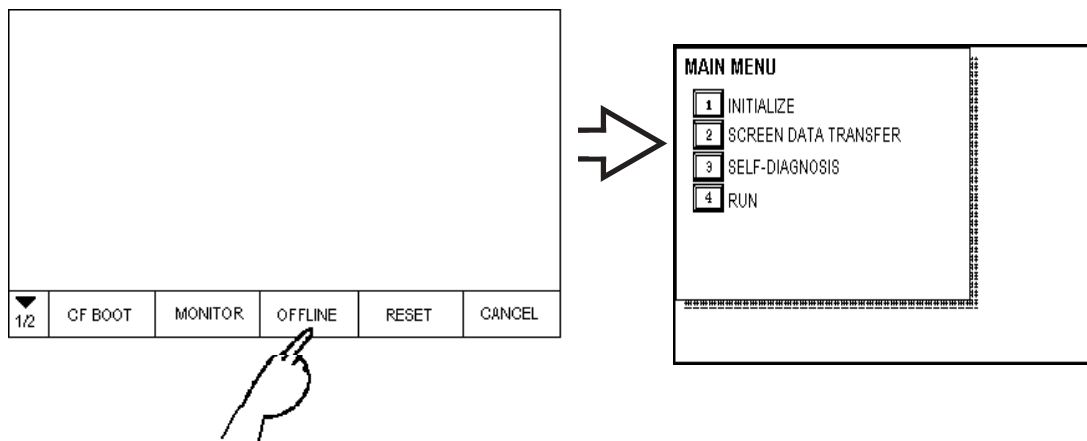 1/2
CF BOOT
MONITOR
OFFLINE
RESET
CANCEL
MAIN MENU
1 INITIALIZE
2 SCREEN DATA TRANSFER
3 SELF-DIAGNOSIS
4 RUN